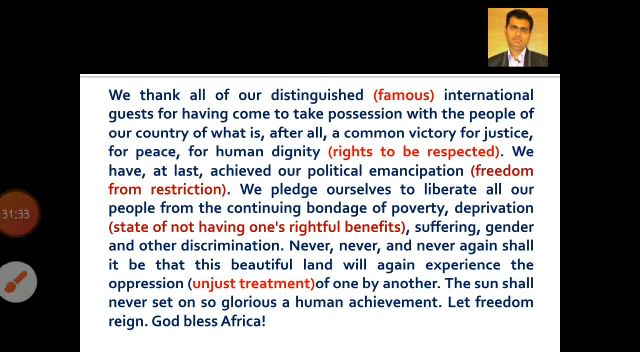 We thank all of our distinguished (famous) international
guests for having come to take possession with the people of
our country of what is, after all, a common victory for justice,
for peace, for human dignity (rights to be respected). We
have, at last, achieved our political emancipation (freedom
from restriction). We pledge ourselves to liberate all our
people from the continuing bondage of poverty, deprivation
(state of not having one's rightful benefits), suffering, gender
and other discrimination. Never, never, and never again shall
it be that this beautiful land will again experience the
oppression (unjust treatment)of one by another. The sun shall
never set on so glorious a human achievement. Let freedom
reign. God bless Africa!
31:33